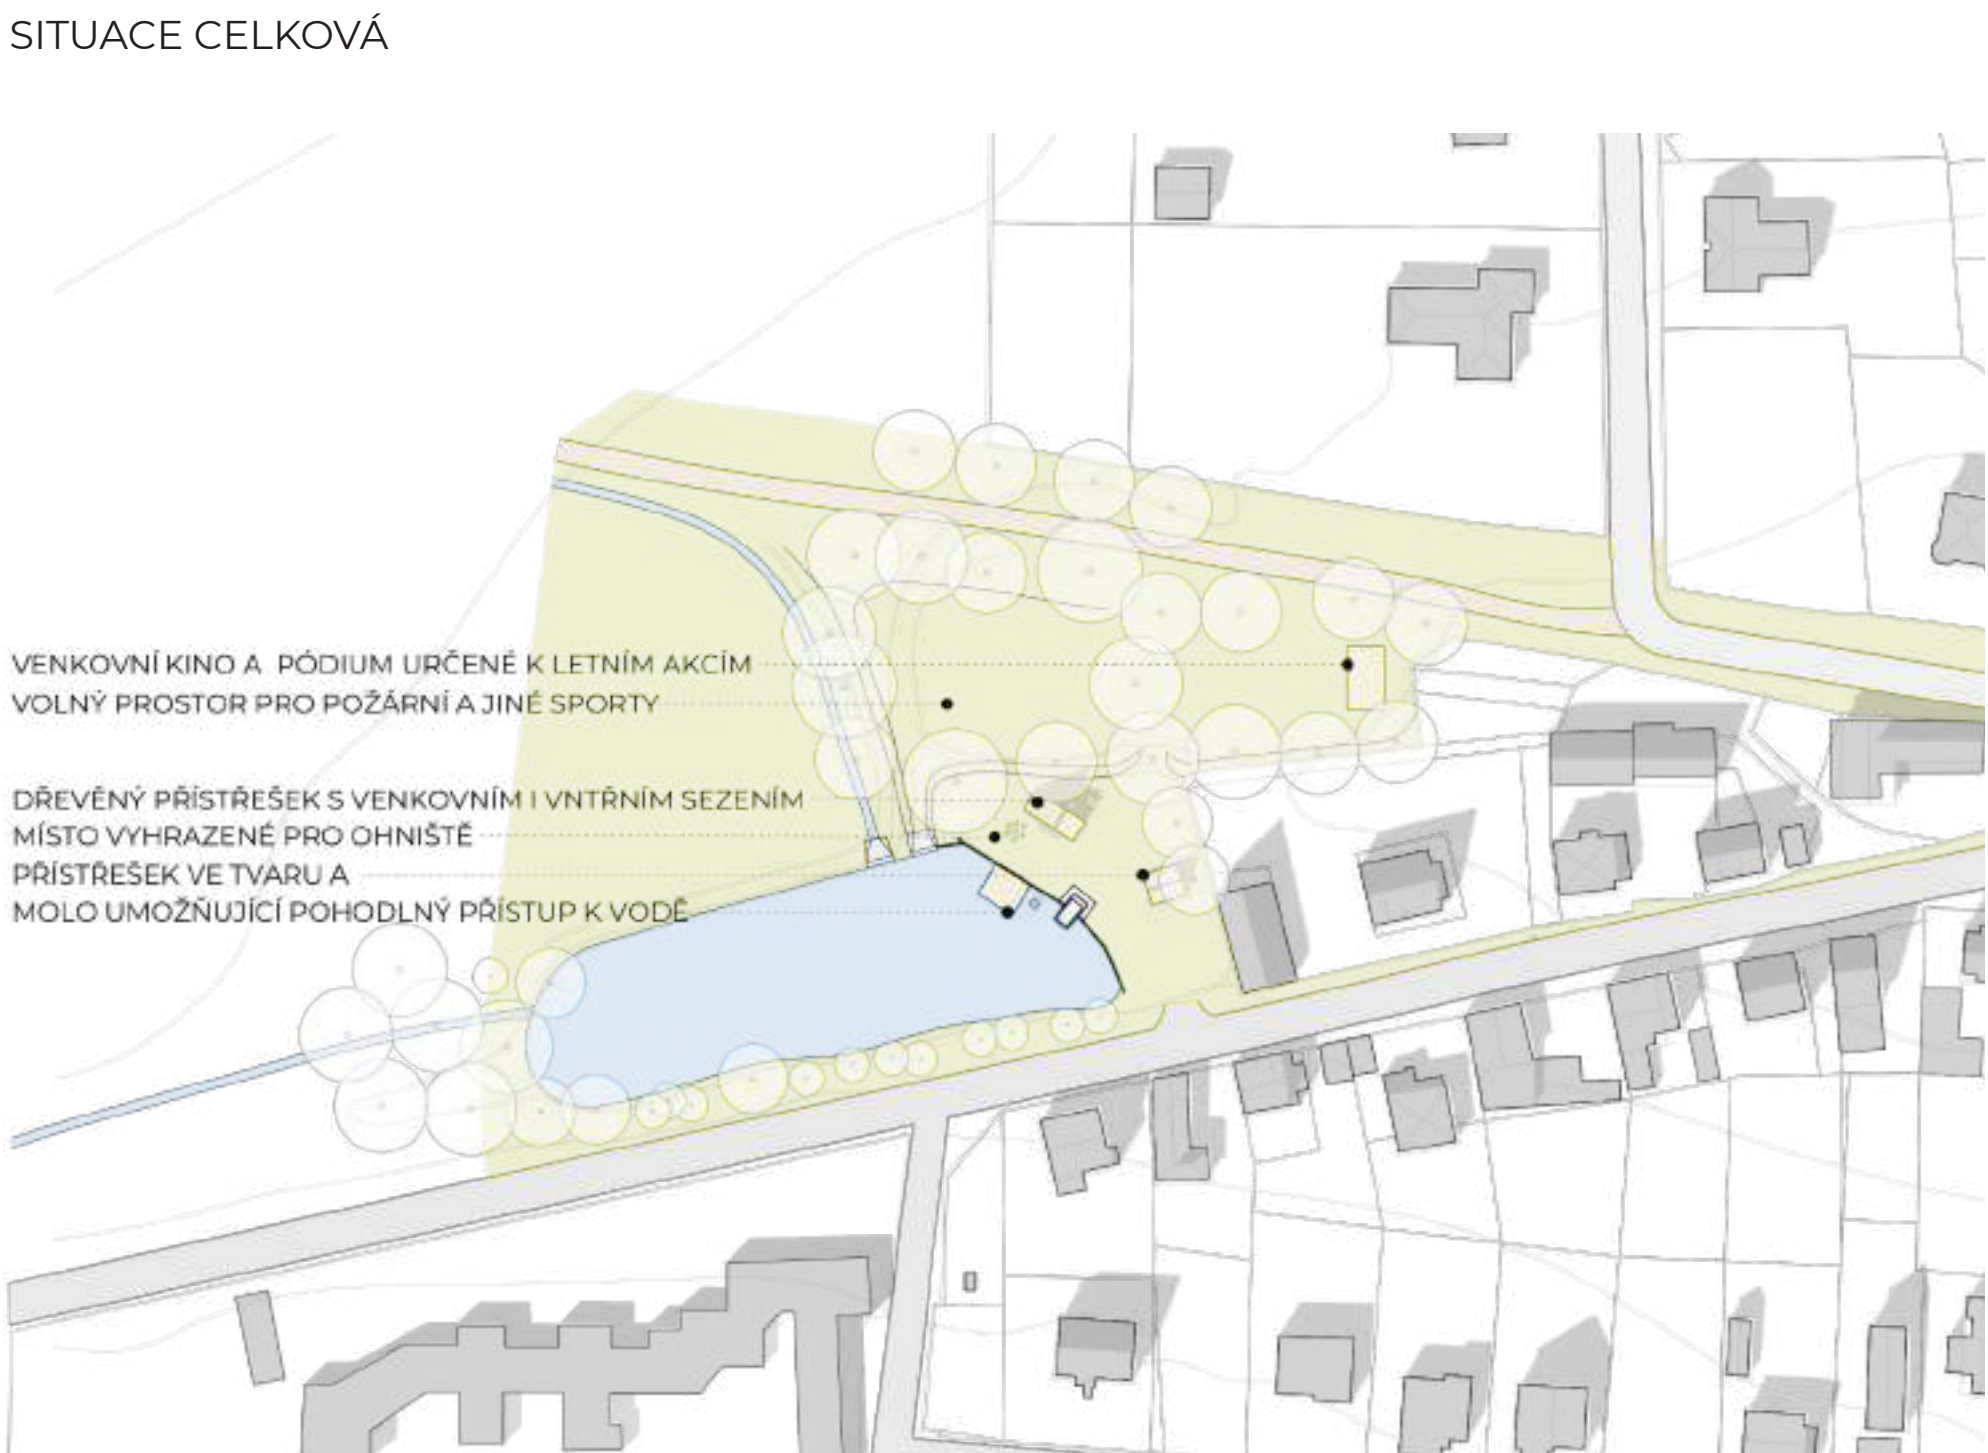 SITUACE CELKOVÁ
VENKOVNÍ KINO A PÓDIUM URČENÉ K LETNÍM AKCÍM
VOLNÝ PROSTOR PRO POŽÁRNÍ A JINÉ SPORTY
DŘEVĚNÝ PŘÍSTŘEŠEK S VENKOVNÍM I VNTŘNÍM SEZENÍM
MÍSTO VYHRAZENÉ PRO OHNIŠTĚ
PŘÍSTŘEŠEK VE TVARU A
MOLO UMOŽŇUJÍCÍ POHODLNÝ PŘÍSTUP K VODĚ